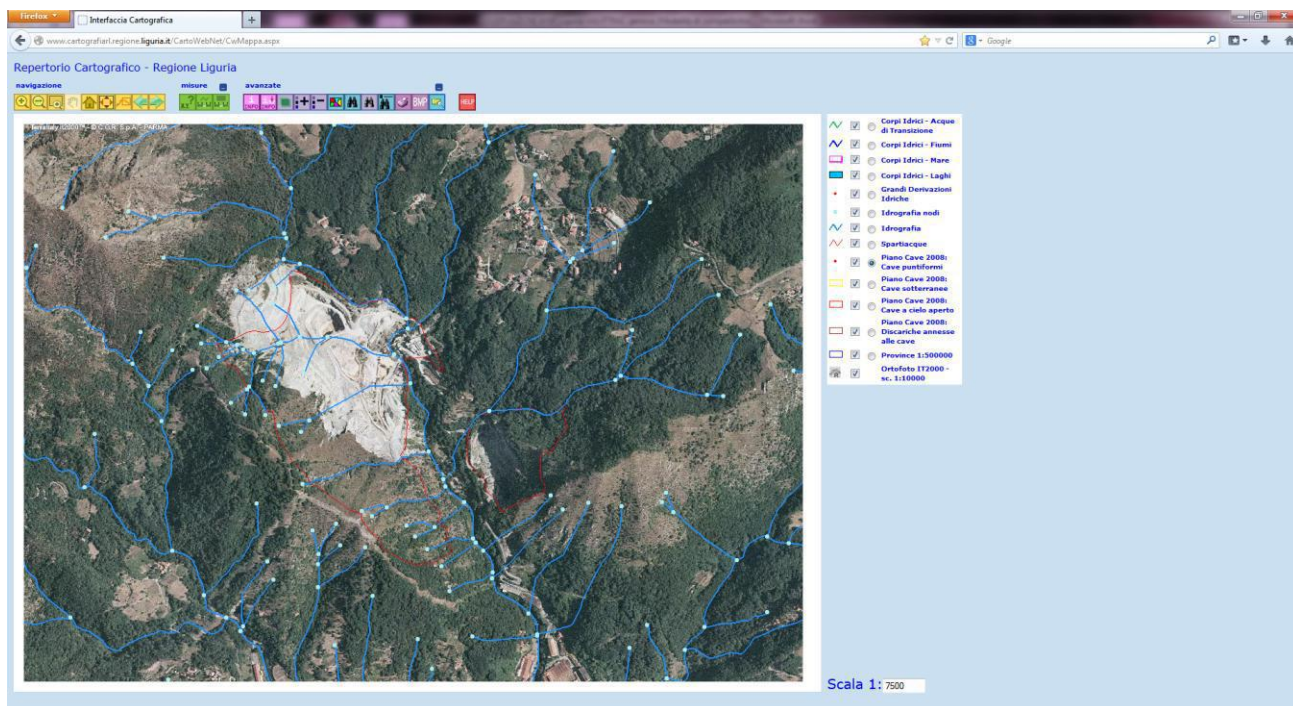 Firefox
Interfaccia Cartografica
+
www.cartografiarl.regione.liguria.it/CartoWebNet/CwMappa.aspx
Google
Repertorio Cartografico - Regione Liguria
navigazione misure avanzate
BMP
HELP
Corpi Idrici - Acque
di Transizione
Corpi Idrici - Fiumi
Corpi Idrici - Mare
Corpi Idrici - Laghi
Grandi Derivazioni
Idriche
Idrografia nodi
Idrografia
Spartiacque
Piano Cave 2008:
Cave puntiformi
Piano Cave 2008:
Cave sotterranee
Piano Cave 2008:
Cave a cielo aperto
Piano Cave 2008:
Discariche annesse
alle cave
Province 1:500000
Ortofoto IT2000 -
sc. 1:10000
Scala 1: 7500